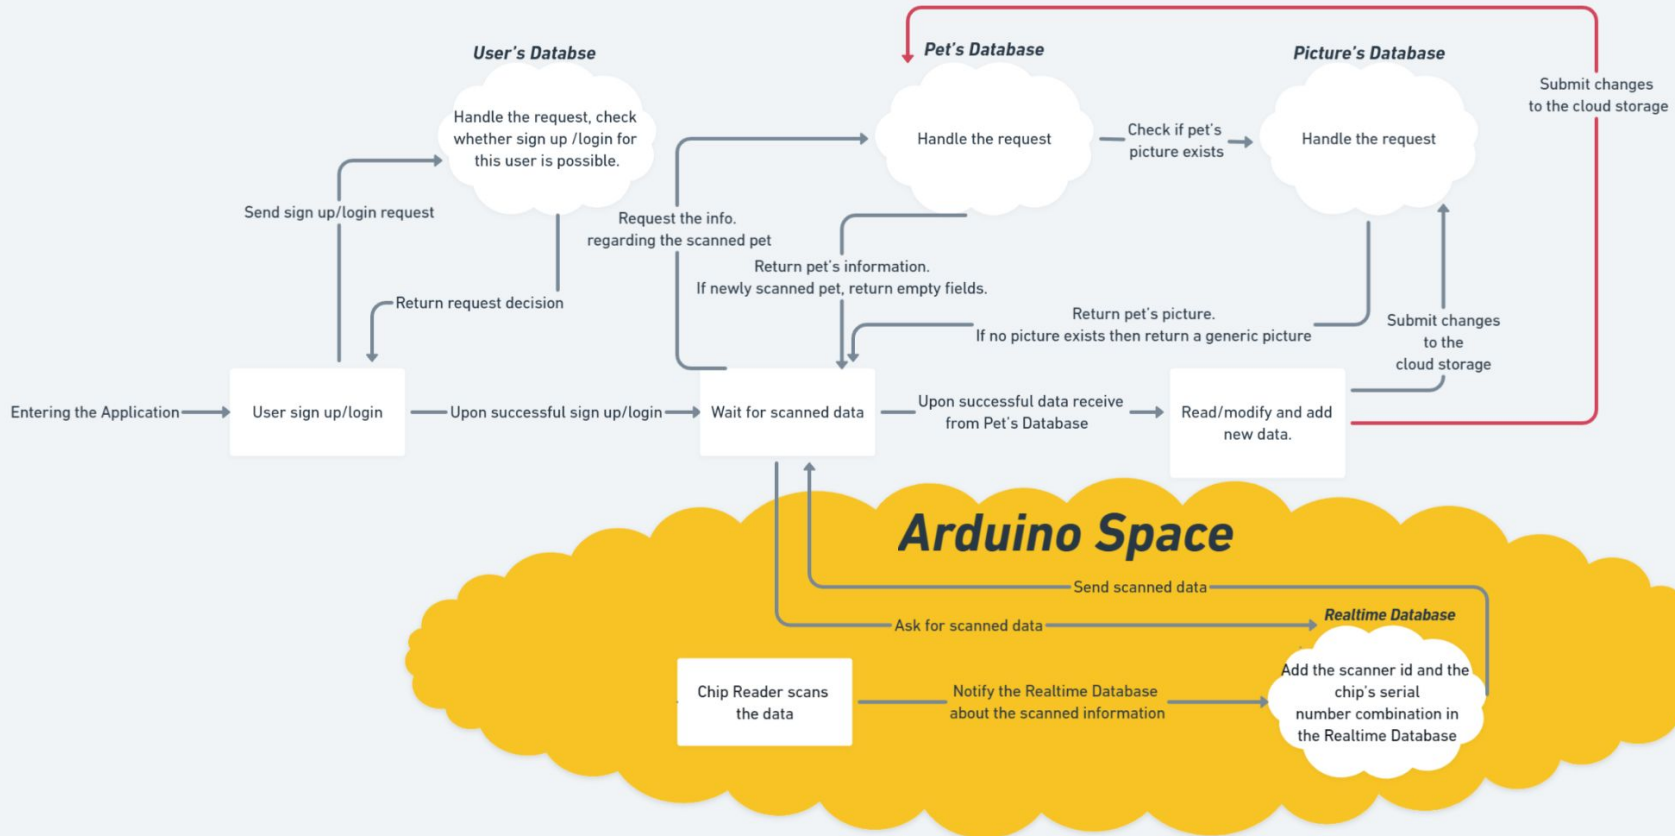 User's Databse
Pet's Database
Picture's Database
Handle the request, check
whether sign up /login for
this user is possible.
Handle the request
Check if pet's
picture exists
Handle the request
Submit changes
to the cloud storage
Send sign up/login request
Request the info.
regarding the scanned pet
Return pet's information.
If newly scanned pet, return empty fields.
Return request decision
Return pet's picture.
If no picture exists then return a generic picture
Submit changes
to the
cloud storage
Entering the Application
User sign up/login
Upon successful sign up/login
Wait for scanned data
Upon successful data receive
from Pet's Database
Read/modify and add
new data.
Arduino Space
Send scanned data
Ask for scanned data
Realtime Database
Chip Reader scans
the data
Notify the Realtime Database
about the scanned information
Add the scanner id and the
chip's serial
number combination in
the Realtime Database